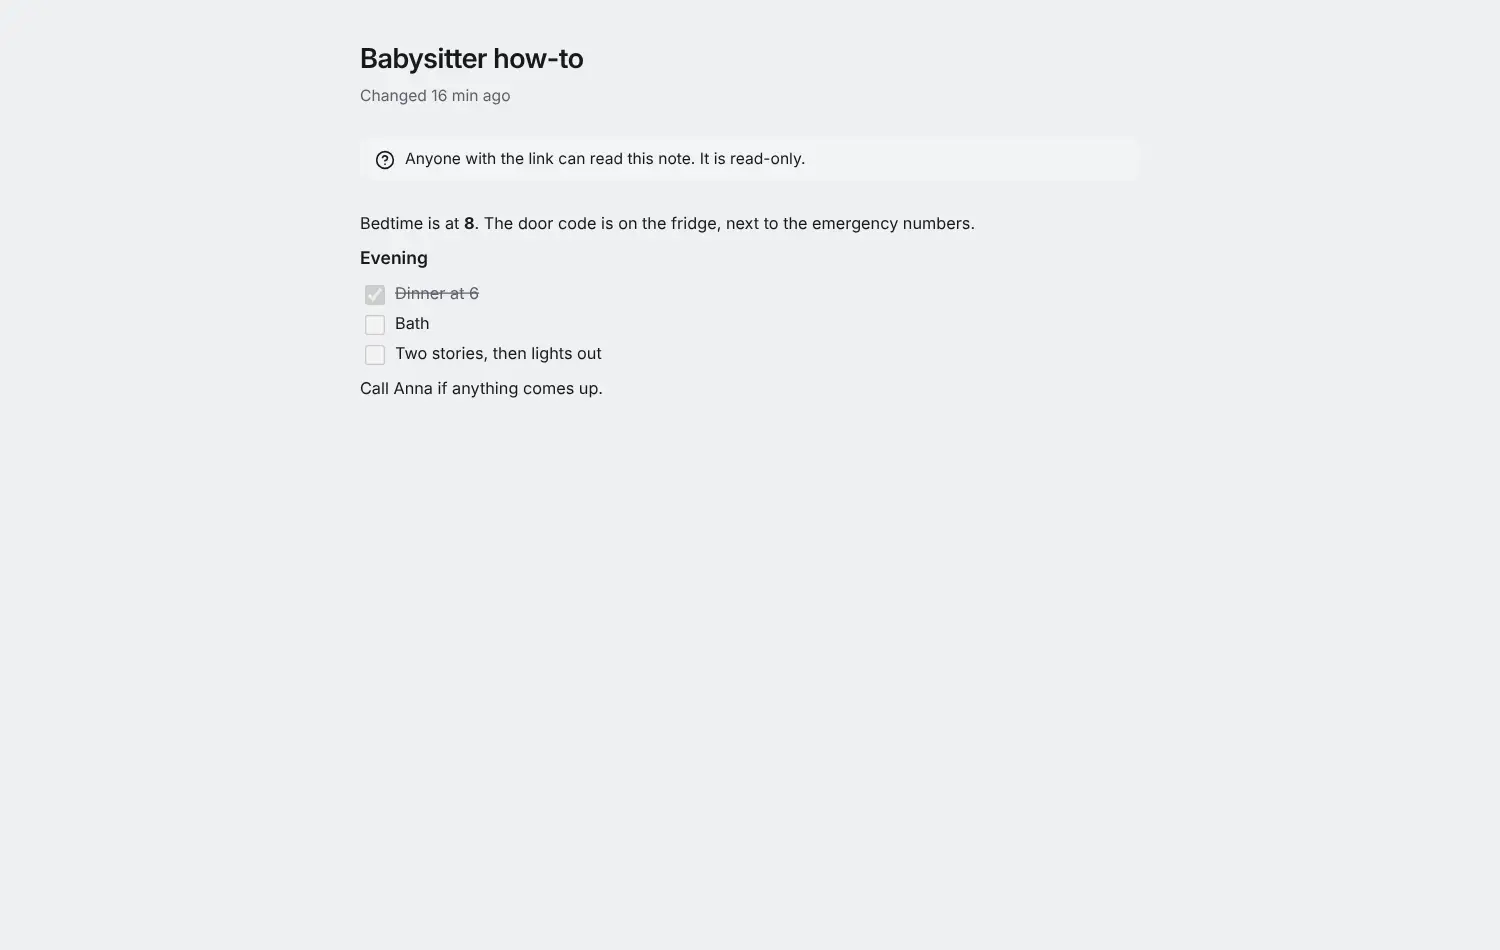 Babysitter how-to
Changed 16 min ago
Anyone with the link can read this note. It is read-only.
Bedtime is at 8. The door code is on the fridge, next to the emergency numbers.
Evening
Dinner at 6
Bath
Two stories, then lights out
Call Anna if anything comes up.